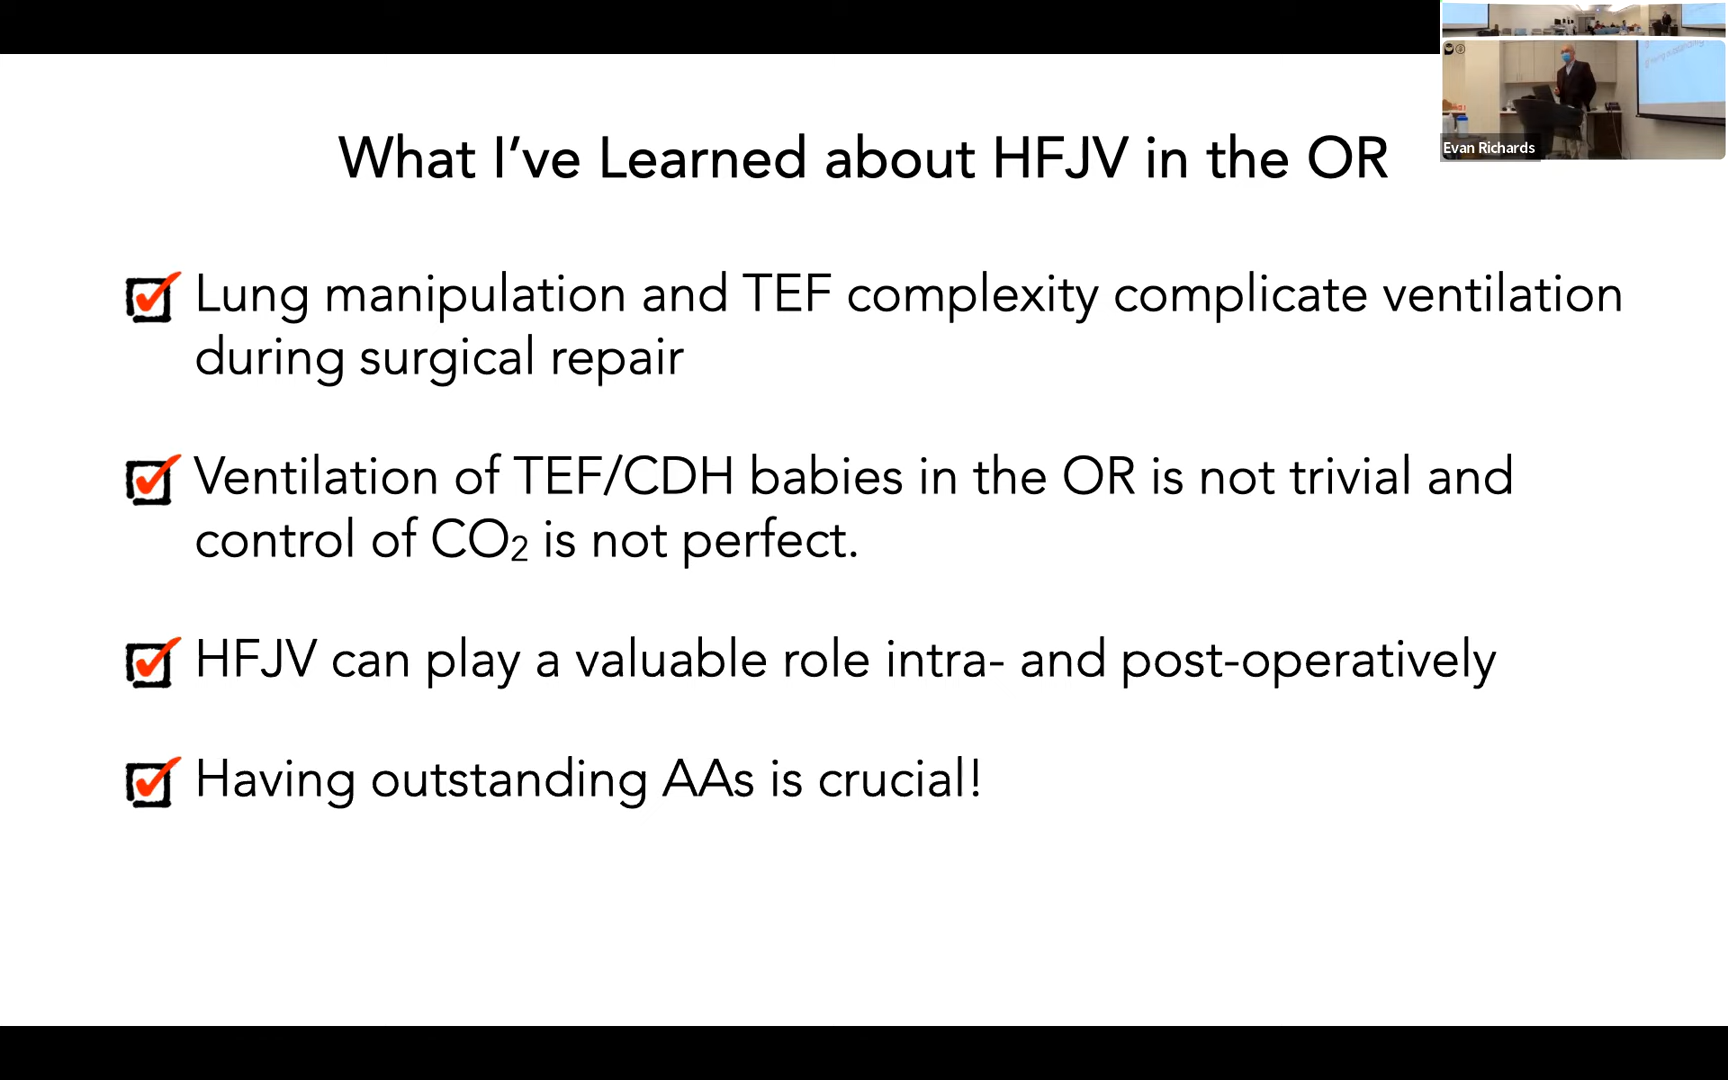 What I’ve Learned about HFJV in the OR
Evan Richards
Lung manipulation and TEF complexity complicate ventilation
during surgical repair
Ventilation of TEF/CDH babies in the OR is not trivial and
control of CO₂ is not perfect.
HFJV can play a valuable role intra- and post-operatively
Having outstanding AAs is crucial!